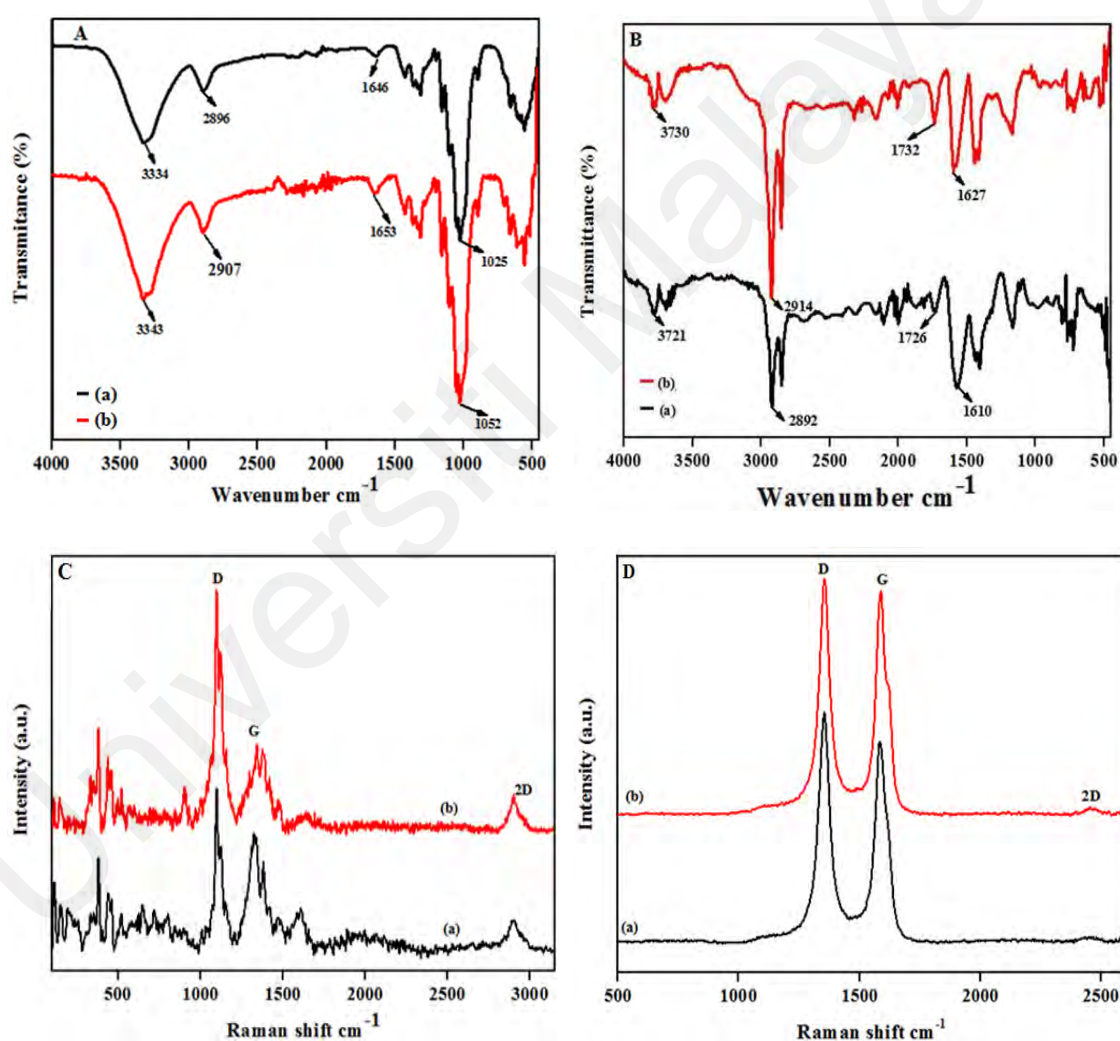 A
Transmittance (%)
1646
2896
3334
1653
1025
2907
3343
1052
(a)
(b)
4000 3500 3000 2500 2000 1500 1000 500
Wavenumber cm-1
B
Transmittance (%)
3730
1732
1627
2914
3721
1726
2892
1610
(b)
(a)
4000 3500 3000 2500 2000 1500 1000 500
Wavenumber cm-1
C
Intensity (a.u.)
D
G
2D
(b)
(a)
500 1000 1500 2000 2500 3000
Raman shift cm-1
D
Intensity (a.u.)
D
G
2D
(b)
(a)
500 1000 1500 2000 2500
Raman shift cm-1
Universiti Malaya